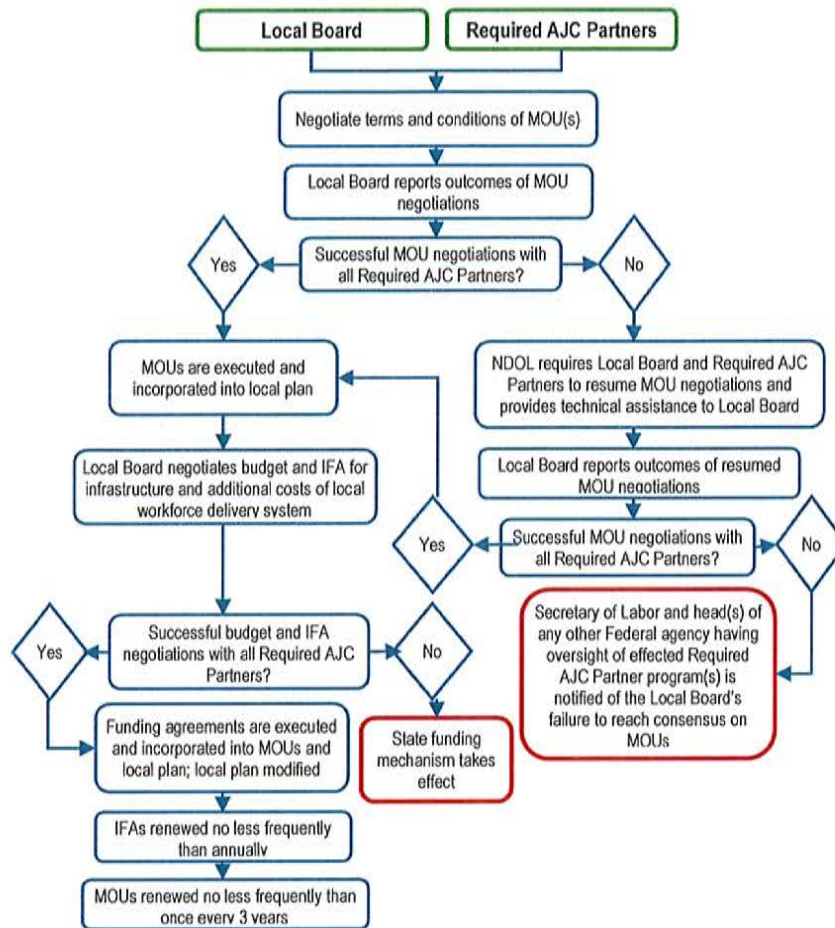 Local Board
Required AJC Partners
Negotiate terms and conditions of MOU(s)
Local Board reports outcomes of MOU
negotiations
Yes
Successful MOU negotiations with
all Required AJC Partners?
No
MOUs are executed and
incorporated into local plan
NDOL requires Local Board and Required AJC
Partners to resume MOU negotiations and
provides technical assistance to Local Board
Local Board negotiates budget and IFA for
infrastructure and additional costs of local
workforce delivery system
Local Board reports outcomes of resumed
MOU negotiations
Yes
Successful MOU negotiations with
all Required AJC Partners?
No
Yes
Successful budget and IFA
negotiations with all Required AJC
Partners?
No
Secretary of Labor and head(s) of
any other Federal agency having
oversight of effected Required
AJC Partner program(s) is
notified of the Local Board's
failure to reach consensus on
MOUs
Funding agreements are executed
and incorporated into MOUs and
local plan; local plan modified
State funding
mechanism takes
effect
IFAs renewed no less frequently
than annually
MOUs renewed no less frequently than
once every 3 years